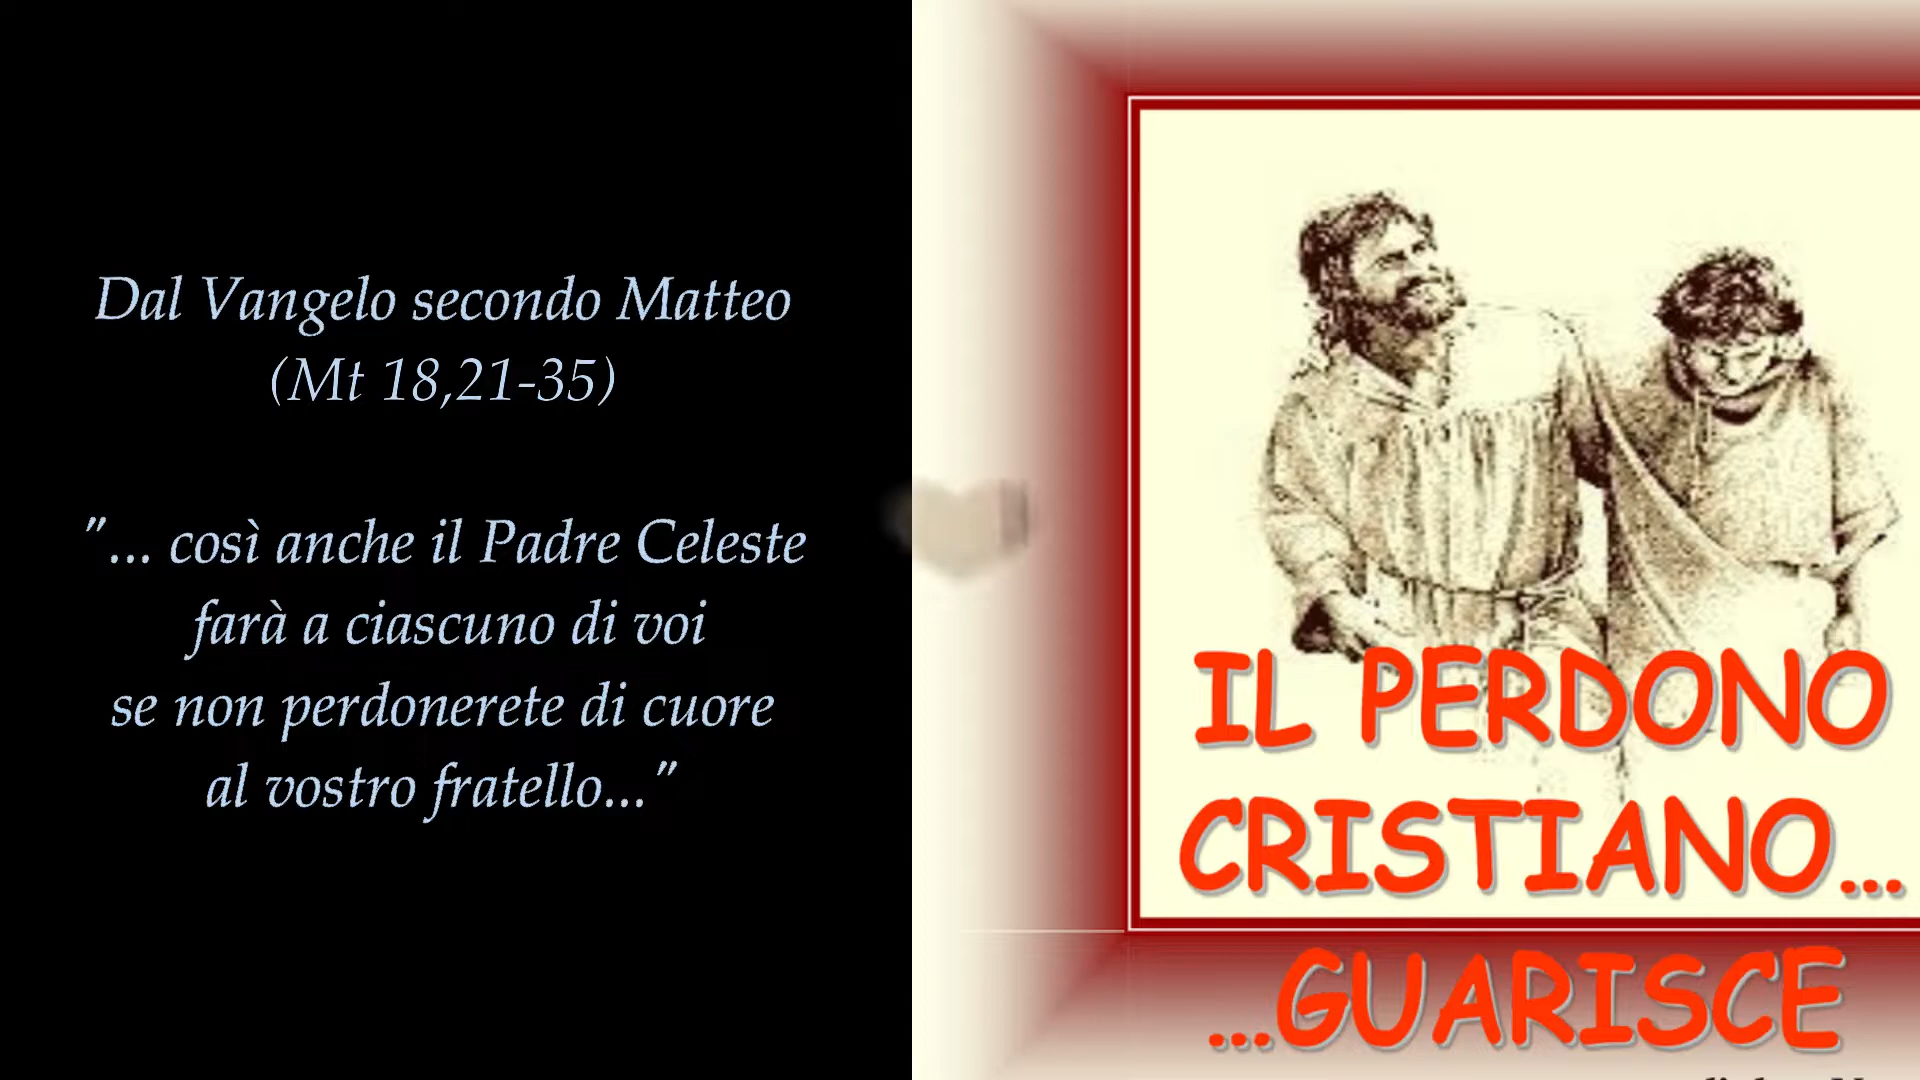 Dal Vangelo secondo Matteo
(Mt 18,21-35)
"... così anche il Padre Celeste
farà a ciascuno di voi
se non perdonerete di cuore
al vostro fratello..."
IL PERDONO
CRISTIANO...
...GUARISCE